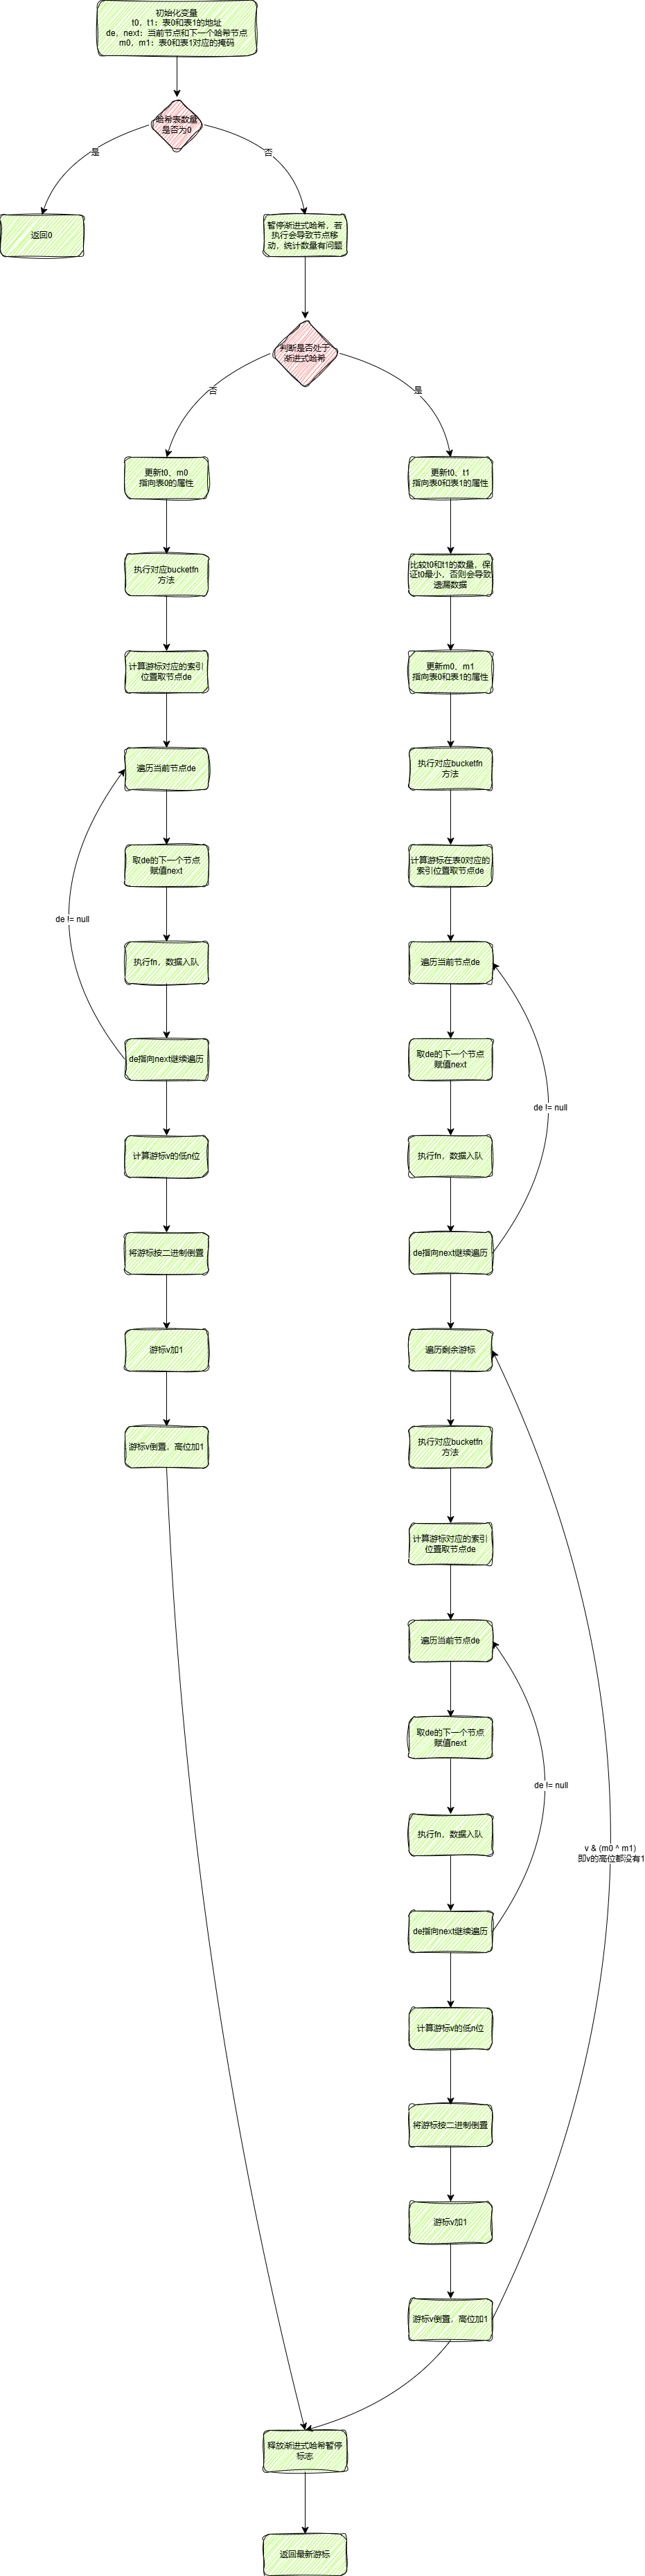 初始化变量
t0，t1：表0和表1的地址
de，next：当前节点和下一个哈希节点
m0，m1：表0和表1对应的掩码
哈希表数量
是否为0
是
否
返回0
暂停渐进式哈希，若
执行会导致节点移
动，统计数量有问题
判断是否处于
渐进式哈希
否
是
更新t0、m0
指向表0的属性
执行对应bucketfn
方法
计算游标对应的索引
位置取节点de
遍历当前节点de
取de的下一个节点
赋值next
de != null
执行fn，数据入队
de指向next继续遍历
计算游标v的低n位
将游标按二进制倒置
游标v加1
游标v倒置，高位加1
更新t0、t1
指向表0和表1的属性
比较t0和t1的数量，保
证t0最小，否则会导致
遗漏数据
更新m0、m1
指向表0和表1的属性
执行对应bucketfn
方法
计算游标在表0对应的
索引位置取节点de
遍历当前节点de
取de的下一个节点
赋值next
de != null
执行fn，数据入队
de指向next继续遍历
遍历剩余游标
执行对应bucketfn
方法
计算游标对应的索引
位置取节点de
遍历当前节点de
取de的下一个节点
赋值next
de != null
执行fn，数据入队
v & (m0 ^ m1)
即v的高位都没有1
de指向next继续遍历
计算游标v的低n位
将游标按二进制倒置
游标v加1
游标v倒置，高位加1
释放渐进式哈希暂停
标志
返回最新游标